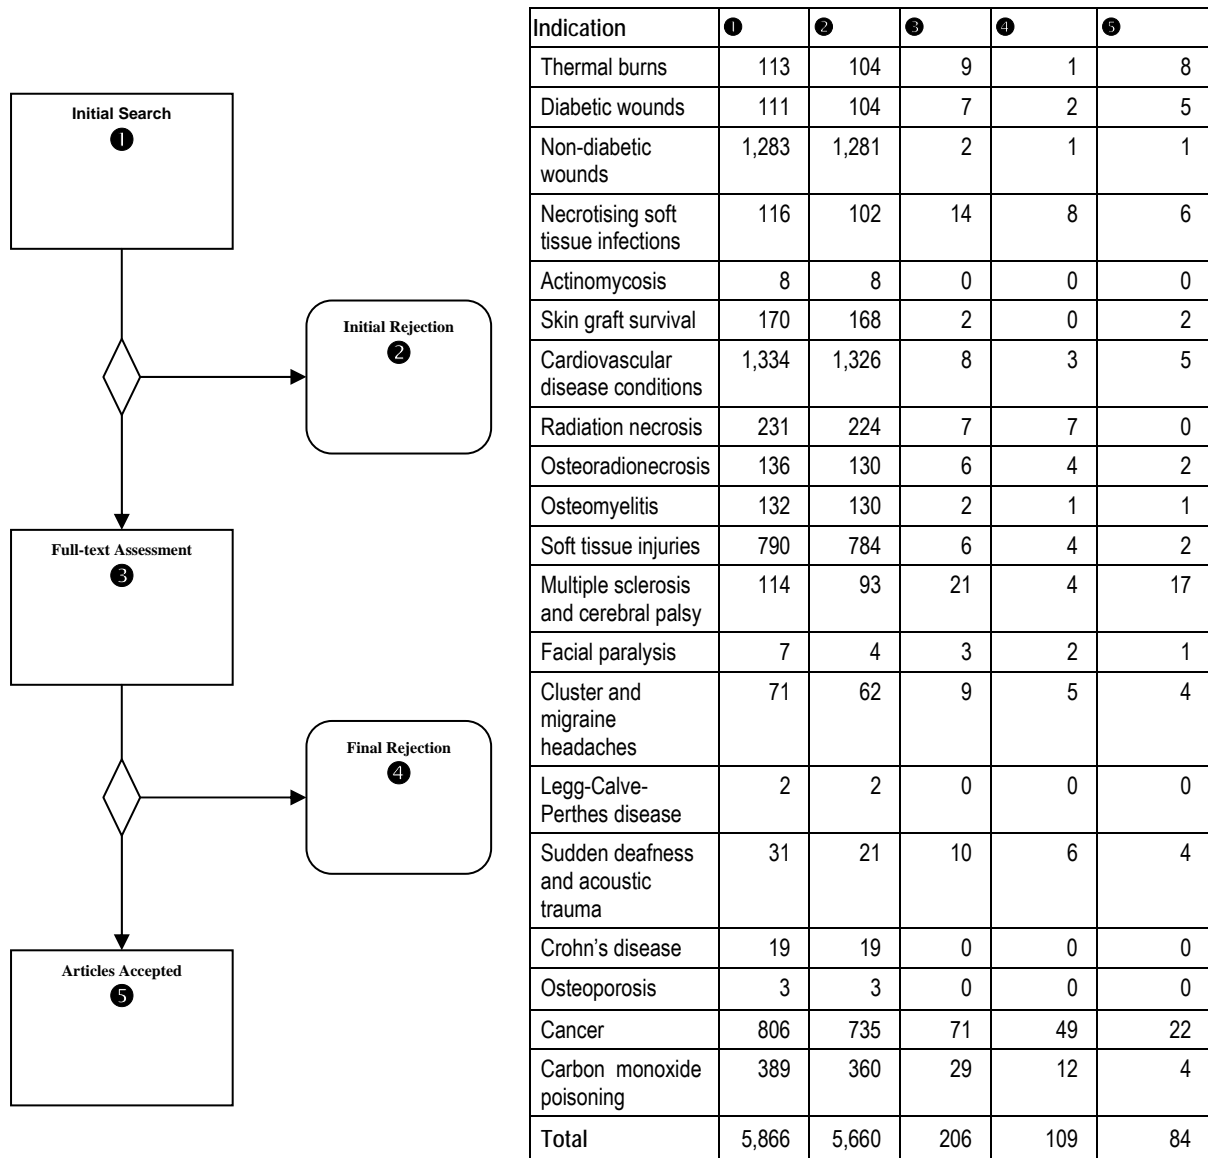 Initial Search
❶
Initial Rejection
❷
Full-text Assessment
❸
Final Rejection
❹
Articles Accepted
❺
Indication ❶ ❷ ❸ ❹ ❺
Thermal burns 113 104 9 1 8
Diabetic wounds 111 104 7 2 5
Non-diabetic 1,283 1,281 2 1 1
wounds
Necrotising soft 116 102 14 8 6
tissue infections
Actinomycosis 8 8 0 0 0
Skin graft survival 170 168 2 0 2
Cardiovascular 1,334 1,326 8 3 5
disease conditions
Radiation necrosis 231 224 7 7 0
Osteoradionecrosis 136 130 6 4 2
Osteomyelitis 132 130 2 1 1
Soft tissue injuries 790 784 6 4 2
Multiple sclerosis 114 93 21 4 17
and cerebral palsy
Facial paralysis 7 4 3 2 1
Cluster and 71 62 9 5 4
migraine
headaches
Legg-Calve- 2 2 0 0 0
Perthes disease
Sudden deafness 31 21 10 6 4
and acoustic
trauma
Crohn's disease 19 19 0 0 0
Osteoporosis 3 3 0 0 0
Cancer 806 735 71 49 22
Carbon monoxide 389 360 29 12 4
poisoning
Total 5,866 5,660 206 109 84